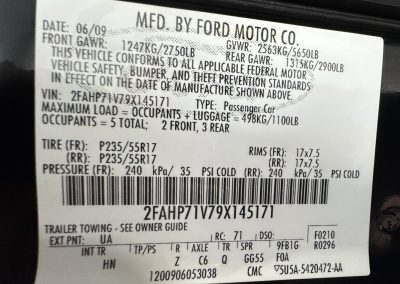 MFD. BY FORD MOTOR CO.
DATE: 06/09 GVWR: 2563KG/5650LB
FRONT GAWR: 1247KG/2750LB REAR GAWR: 1315KG/2900LB
THIS VEHICLE CONFORMS TO ALL APPLICABLE FEDERAL MOTOR
VEHICLE SAFETY, BUMPER, AND THEFT PREVENTION STANDARDS
IN EFFECT ON THE DATE OF MANUFACTURE SHOWN ABOVE.
VIN: 2FAHP71V79X145171 TYPE: Passenger Car
MAXIMUM LOAD = OCCUPANTS + LUGGAGE = 498KG/1100LB
OCCUPANTS = 5 TOTAL; 2 FRONT, 3 REAR
TIRE (FR): P235/55R17 RIMS (FR): 17x7.5
(RR): P235/55R17 (RR): 17x7.5
PRESSURE (FR): 240 kPa/ 35 PSI COLD (RR): 240 kPa/ 35 PSI COLD
2FAHP71V79X145171
TRAILER TOWING - SEE OWNER GUIDE
EXT PNT: UA RC: 71 DSO: F0210
INT TR TP/PS R AXLE TR SPR 9FB1G R0296
HN Z C6 Q GG55 F0A
1200906053038 CMC 5U5A-5420472-AA